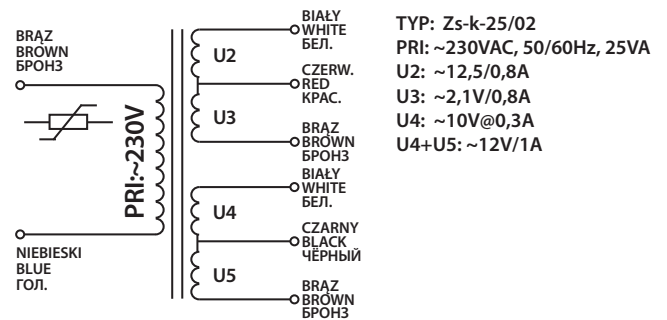 BRĄZ
BROWN
БРОНЗ
PRI:~230V
NIEBIESKI
BLUE
ГОЛ.
U2
U3
U4
U5
BIAŁY
WHITE
БЕЛ.
CZERW.
RED
КРАС.
BRĄZ
BROWN
БРОНЗ
BIAŁY
WHITE
БЕЛ.
CZARNY
BLACK
ЧЁРНЫЙ
BRĄZ
BROWN
БРОНЗ
TYP: Zs-k-25/02
PRI: ~230VAC, 50/60Hz, 25VA
U2: ~12,5/0,8A
U3: ~2,1V/0,8A
U4: ~10V@0,3A
U4+U5: ~12V/1A